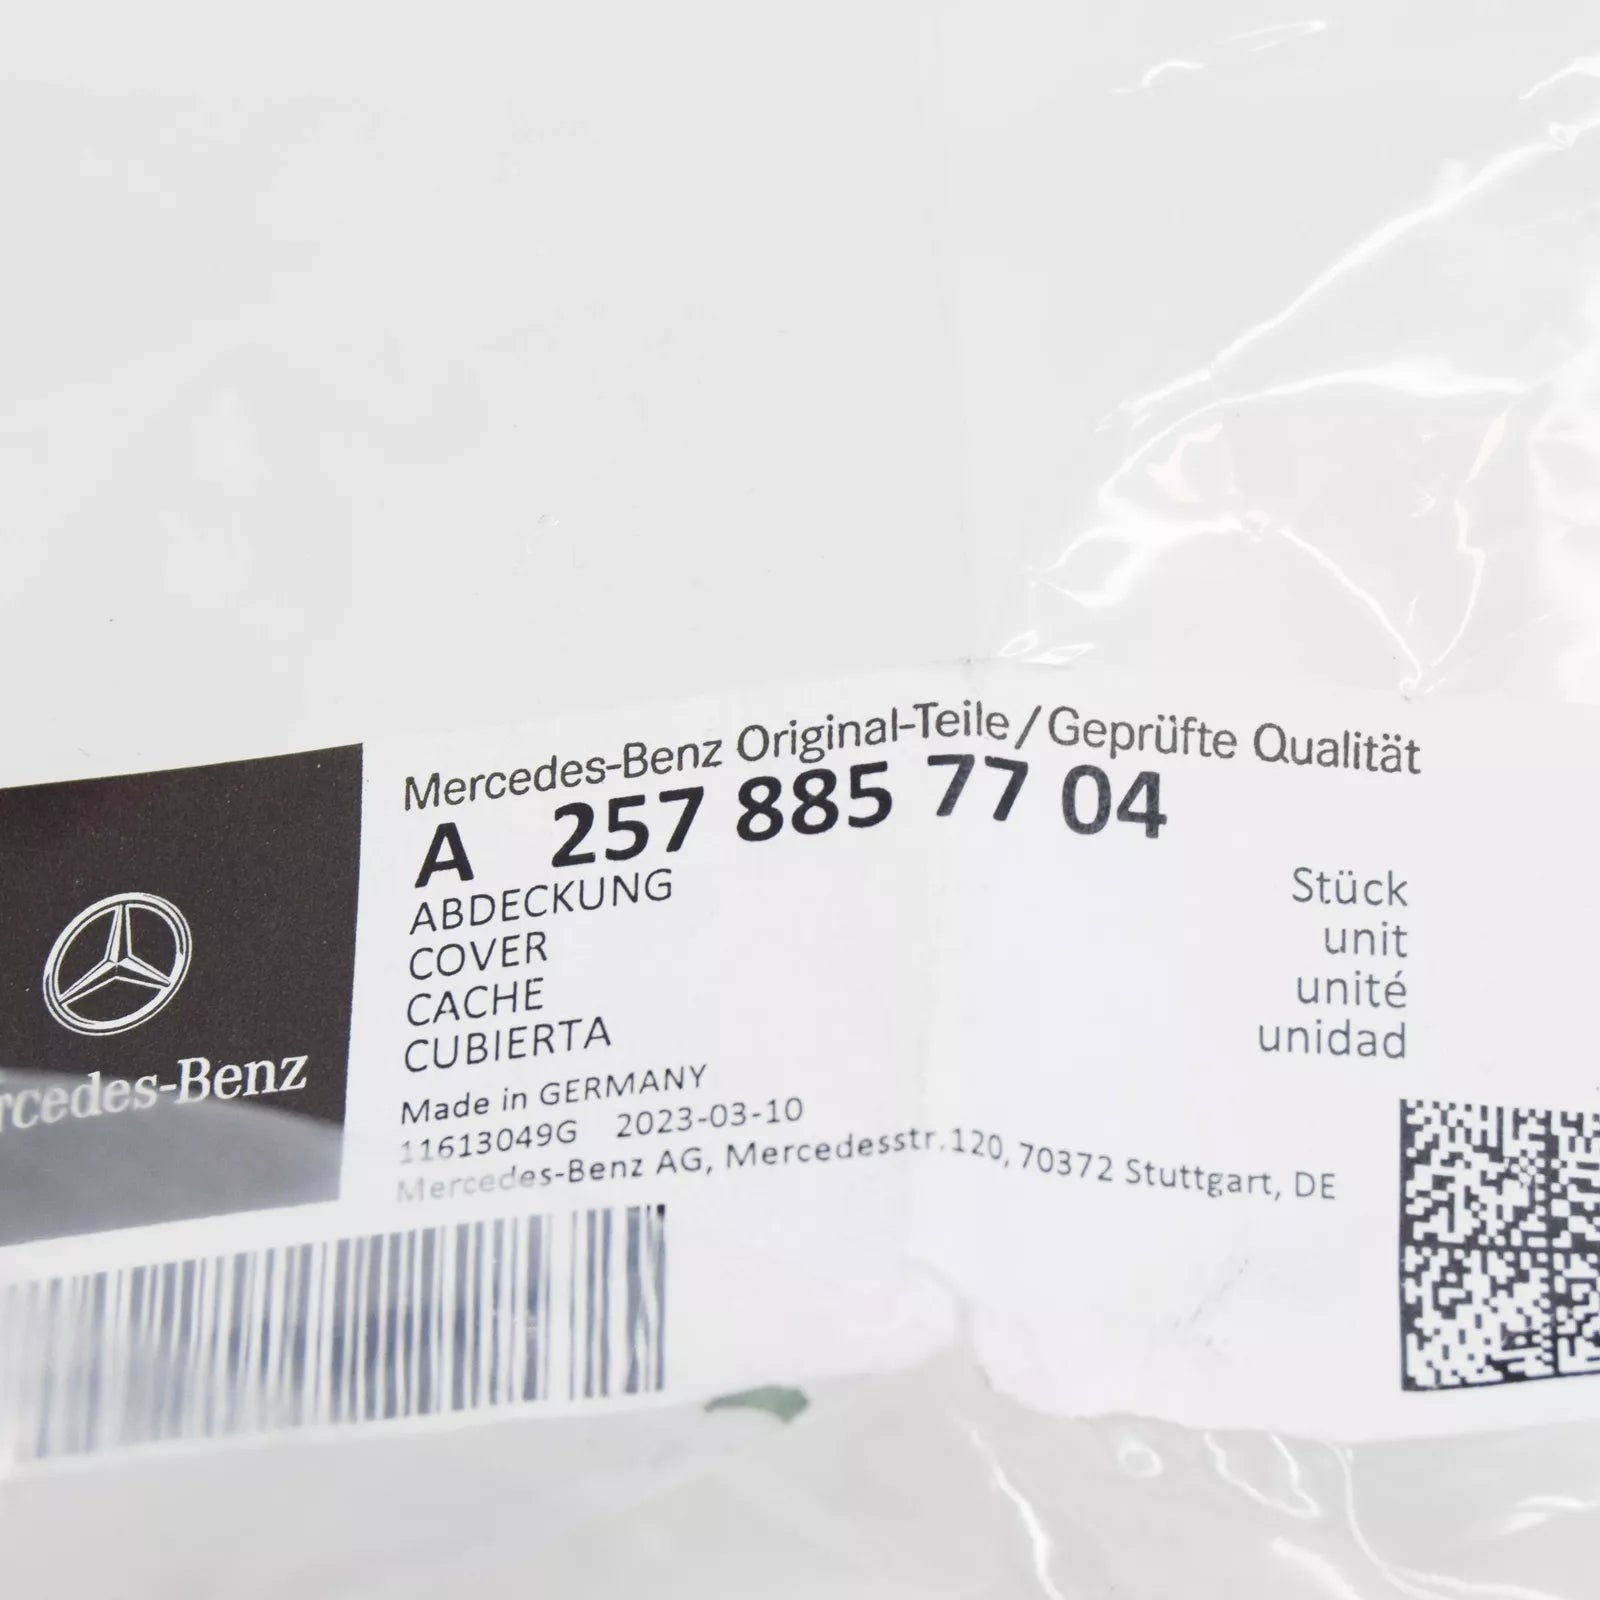 Mercedes-Benz Original-Teile/Geprüfte Qualität
A 257 885 77 04
ABDECKUNG
COVER
CACHE
CUBIERTA
Stück
unit
unité
unidad
rcedes-Benz
Made in GERMANY
11613049G 2023-03-10
Mercedes-Benz AG, Mercedesstr.120, 70372 Stuttgart, DE